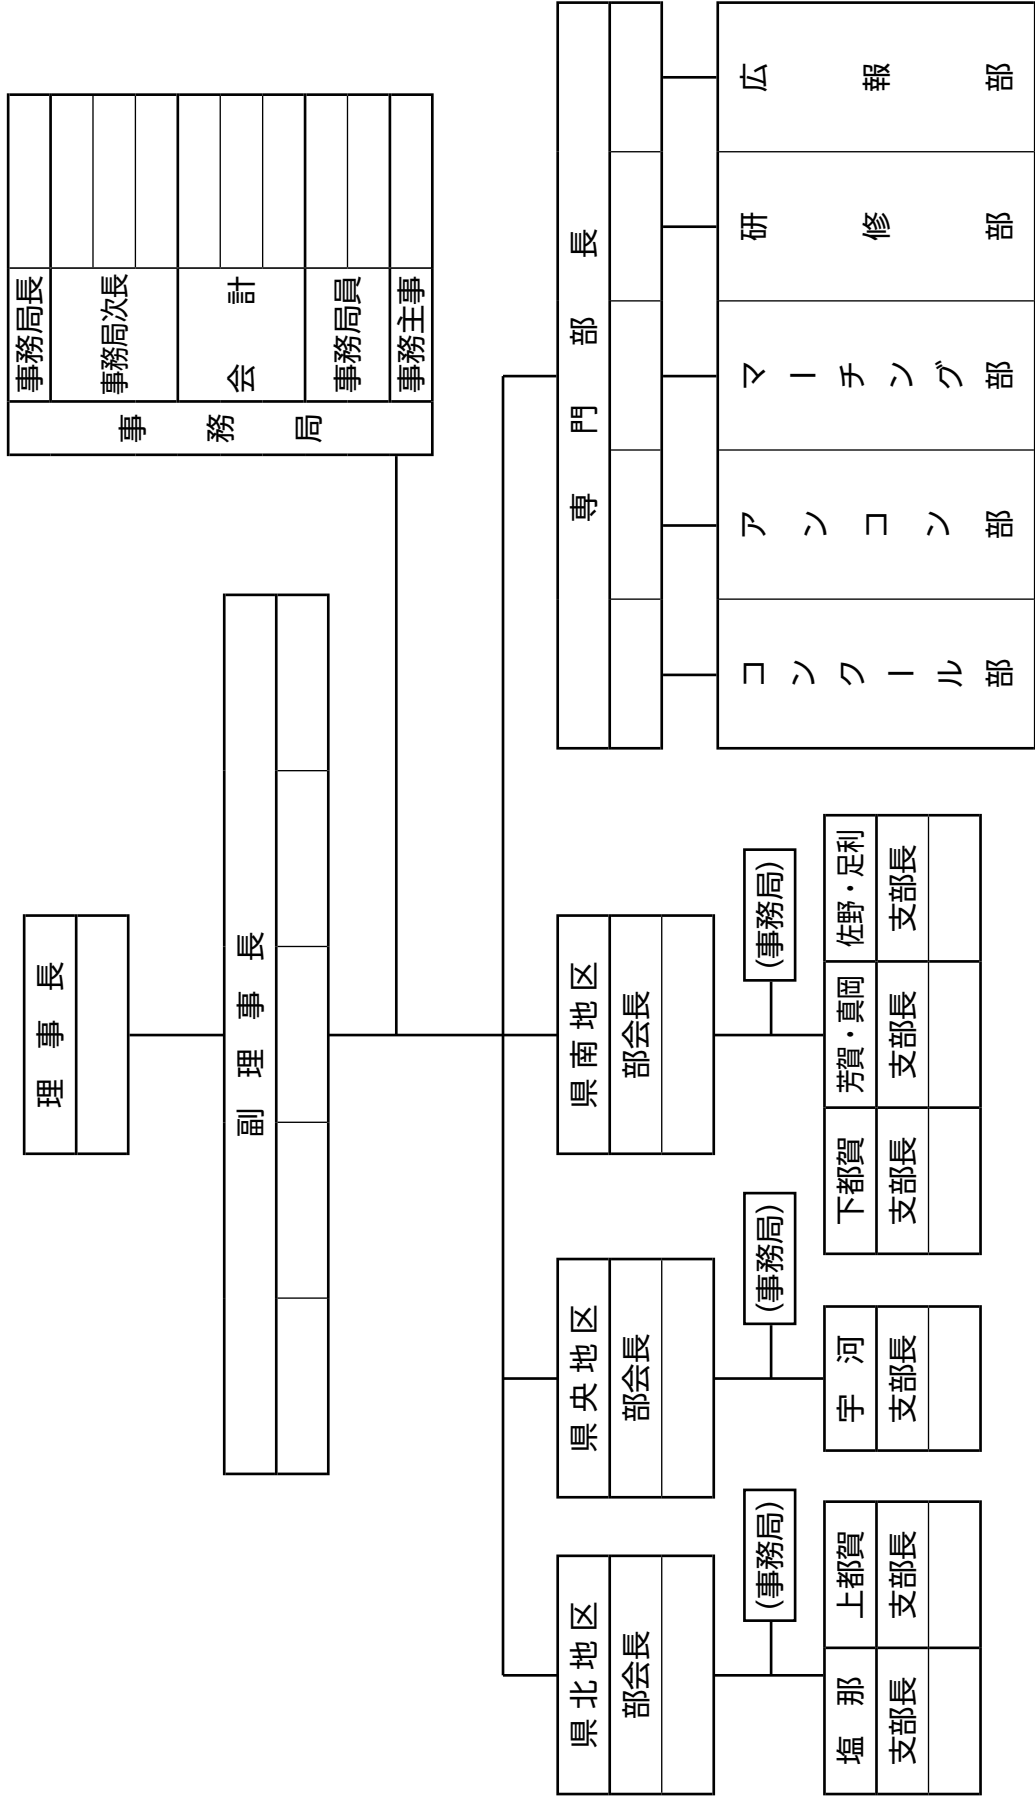 理事長
副理事長
事務局
事務局長
事務局次長
会計
事務局員
事務主事
県北地区
部会長
(事務局)
塩那
支部長
上都賀
支部長
県央地区
部会長
(事務局)
宇河
支部長
県南地区
部会長
(事務局)
下都賀
支部長
芳賀・真岡
支部長
佐野・足利
支部長
専門部長
コンクール部
アンコン部
マーチング部
研修部
広報部